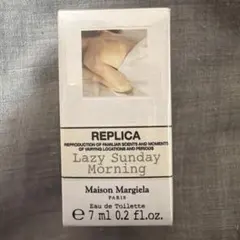 REPLICA
REPRODUCTION OF FAMILIAR SCENTS AND MOMENTS
OF VARYING LOCATIONS AND PERIODS
Lazy Sunday
Morning
Maison Margiela
PARIS
Eau de Toilette
e 7 ml 0.2 fl.oz.